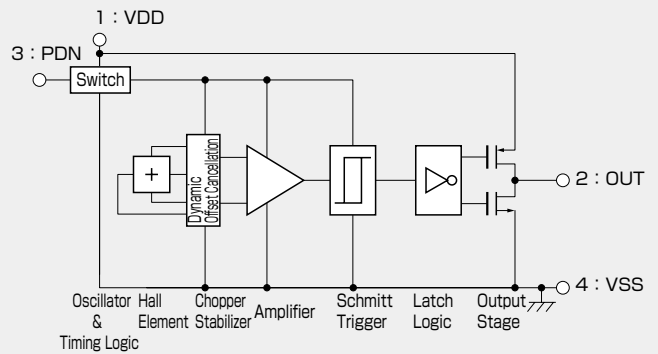 1 : VDD
3 : PDN
Switch
+
Dynamic
Offset Cancellation
2 : OUT
4 : VSS
Oscillator
&
Timing Logic
Hall
Element
Chopper
Stabilizer
Amplifier
Schmitt
Trigger
Latch
Logic
Output
Stage